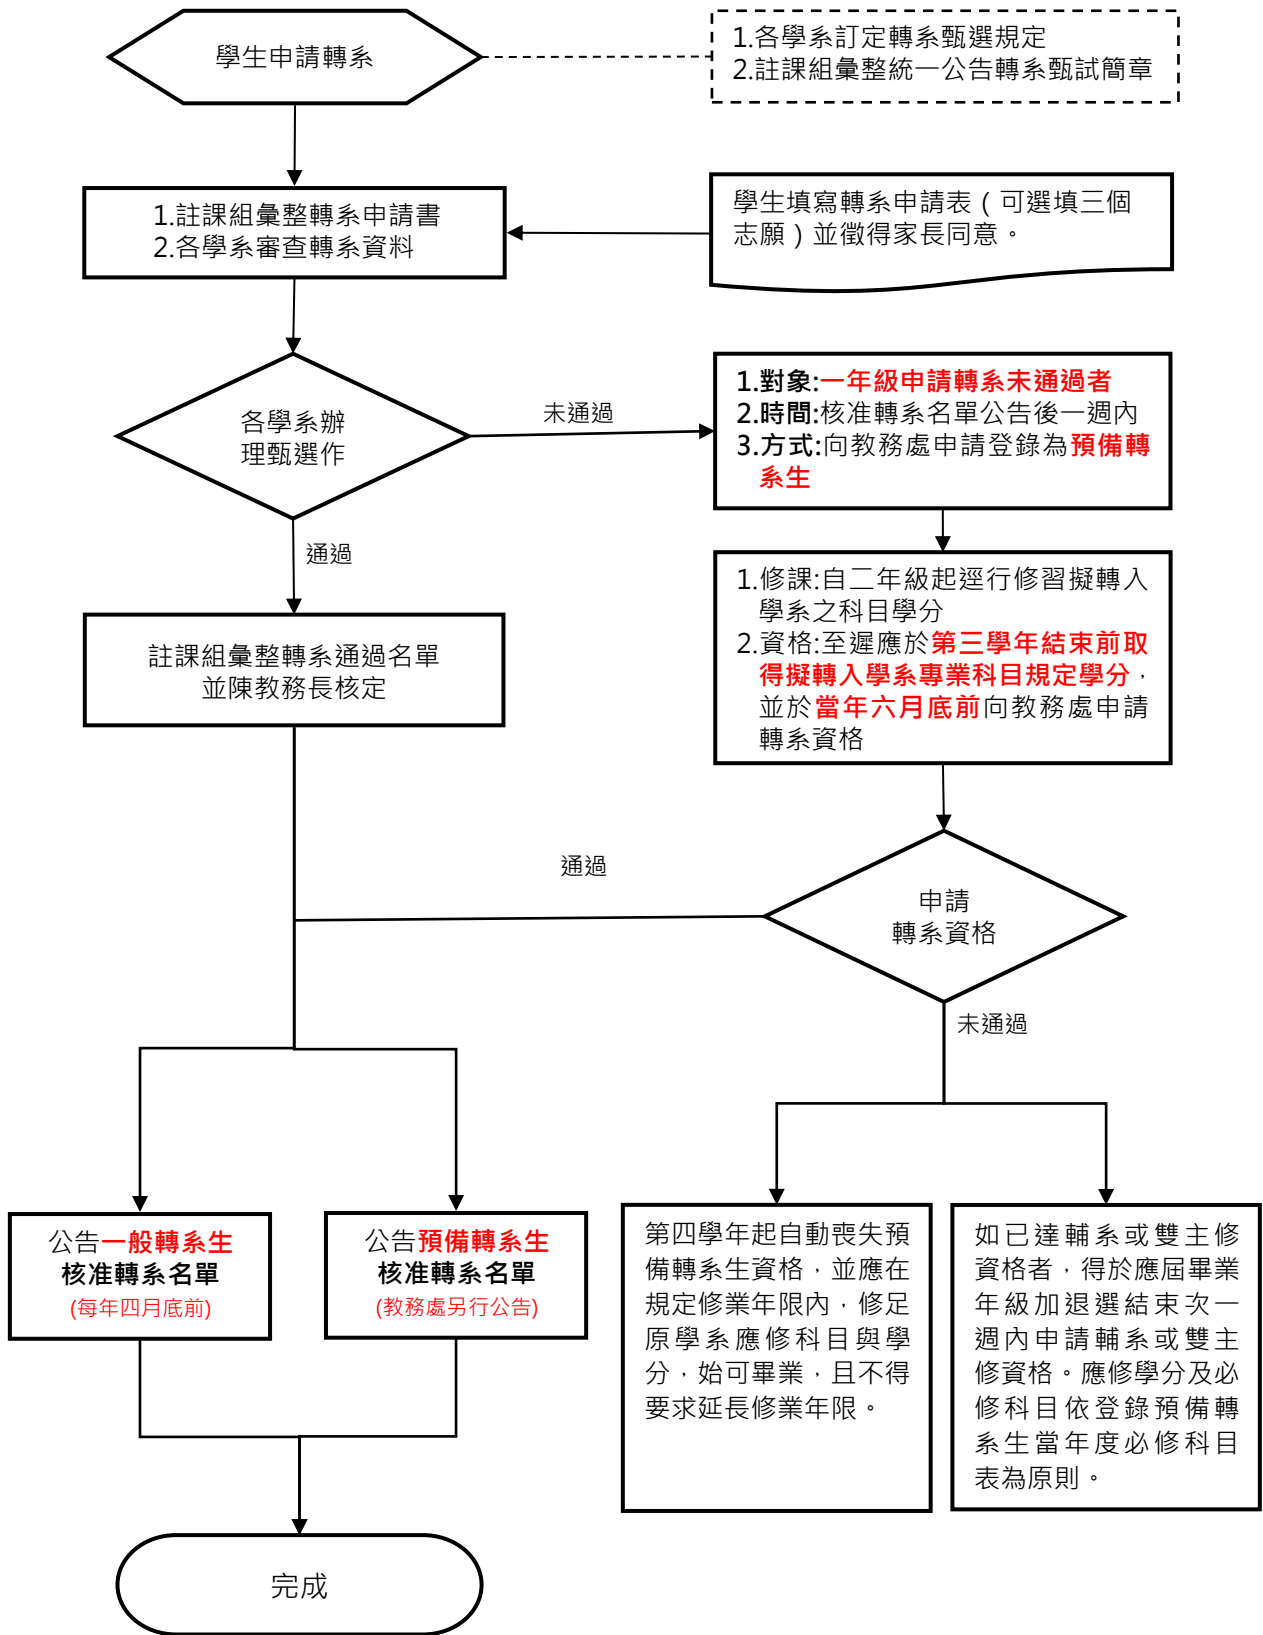 學生申請轉系
1.各學系訂定轉系甄選規定
2.註課組彙整統一公告轉系甄試簡章
1.註課組彙整轉系申請書
2.各學系審查轉系資料
學生填寫轉系申請表（可選填三個
志願）並徵得家長同意。
各學系辦
理甄選作
未通過
1.對象:一年級申請轉系未通過者
2.時間:核准轉系名單公告後一週內
3.方式:向教務處申請登錄為預備轉
系生
通過
註課組彙整轉系通過名單
並陳教務長核定
1.修課:自二年級起逕行修習擬轉入
學系之科目學分
2.資格:至遲應於第三學年結束前取
得擬轉入學系專業科目規定學分，
並於當年六月底前向教務處申請
轉系資格
通過
申請
轉系資格
未通過
公告一般轉系生
核准轉系名單
(每年四月底前)
公告預備轉系生
核准轉系名單
(教務處另行公告)
第四學年起自動喪失預
備轉系生資格，並應在
規定修業年限內，修足
原學系應修科目與學
分，始可畢業，且不得
要求延長修業年限。
如已達輔系或雙主修
資格者，得於應屆畢業
年級加退選結束次一
週內申請輔系或雙主
修資格。應修學分及必
修科目依登錄預備轉
系生當年度必修科目
表為原則。
完成